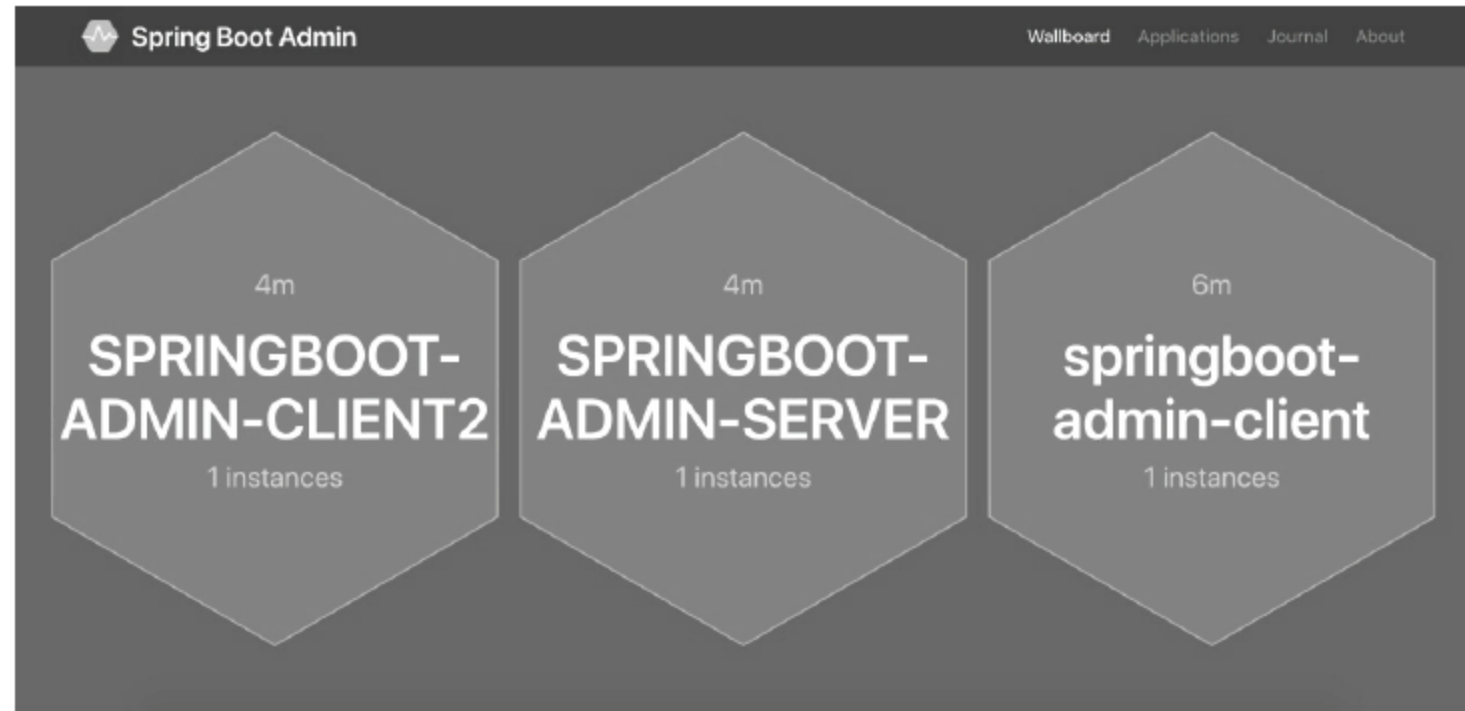 Spring Boot Admin
Wallboard Applications Journal About
4m
SPRINGBOOT-
ADMIN-CLIENT2
1 instances
4m
SPRINGBOOT-
ADMIN-SERVER
1 instances
6m
springboot-
admin-client
1 instances